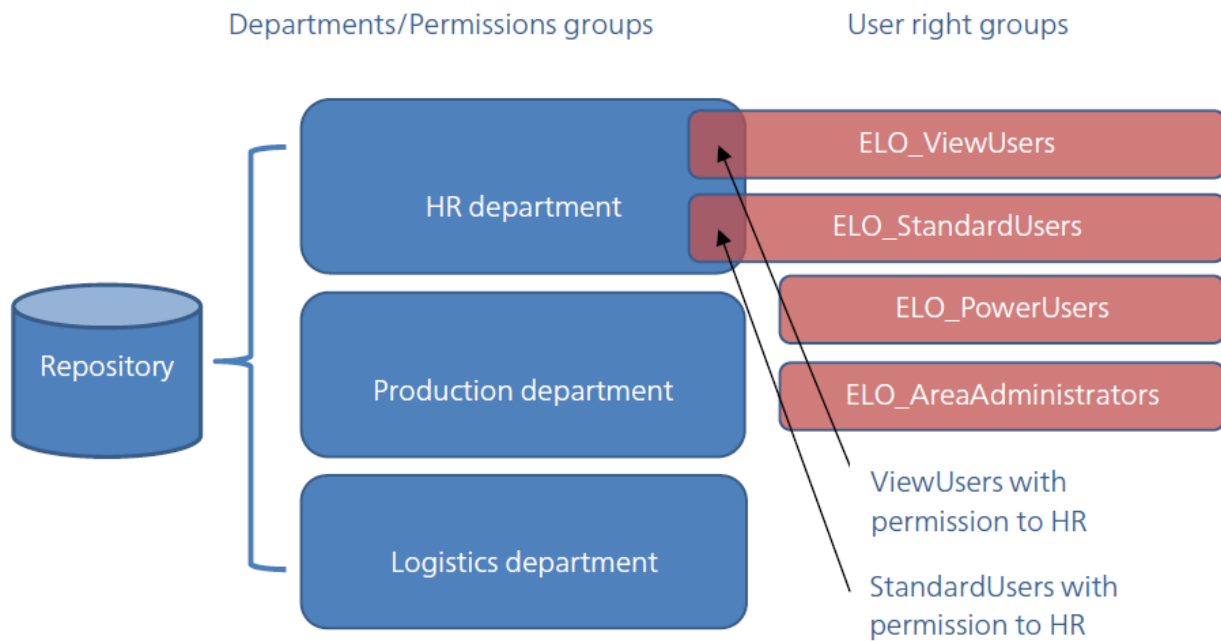 Departments/Permissions groups
User right groups
ELO_ViewUsers
HR department
ELO_StandardUsers
ELO_PowerUsers
Repository
Production department
ELO_AreaAdministrators
ViewUsers with
permission to HR
Logistics department
StandardUsers with
permission to HR